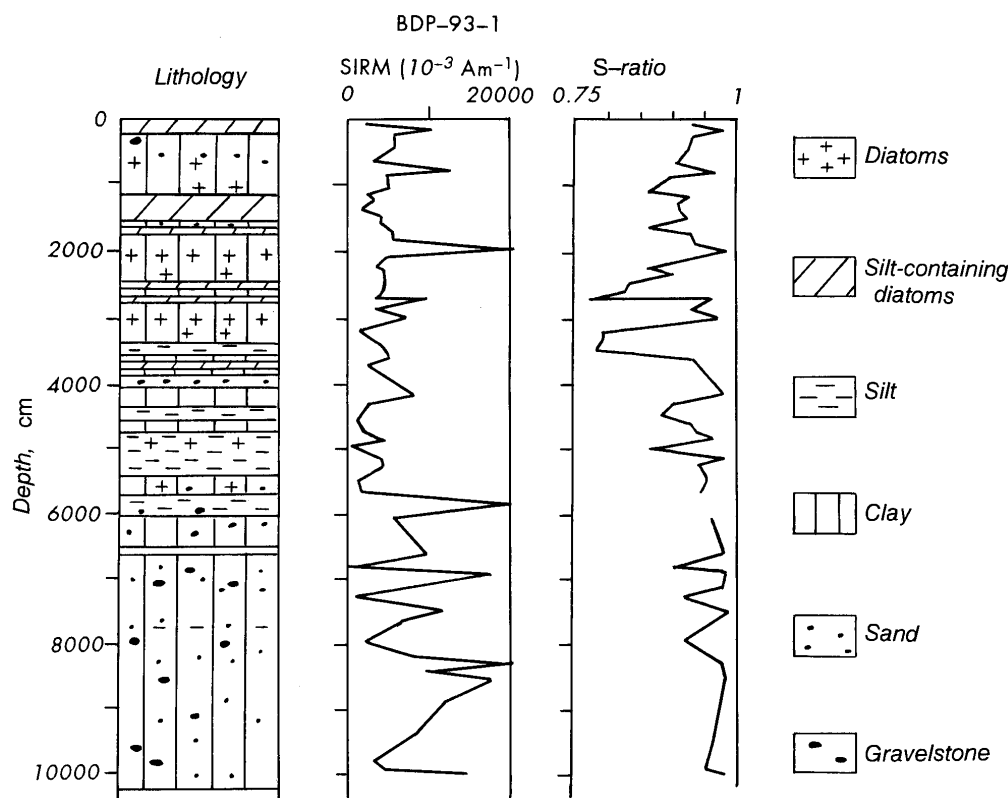 BDP–93–1
Lithology
SIRM (10⁻³ Am⁻¹)
S–ratio
0 20000
0.75 1
0
2000
4000
6000
8000
10000
Depth, cm
Diatoms
Silt-containing
diatoms
Silt
Clay
Sand
Gravelstone